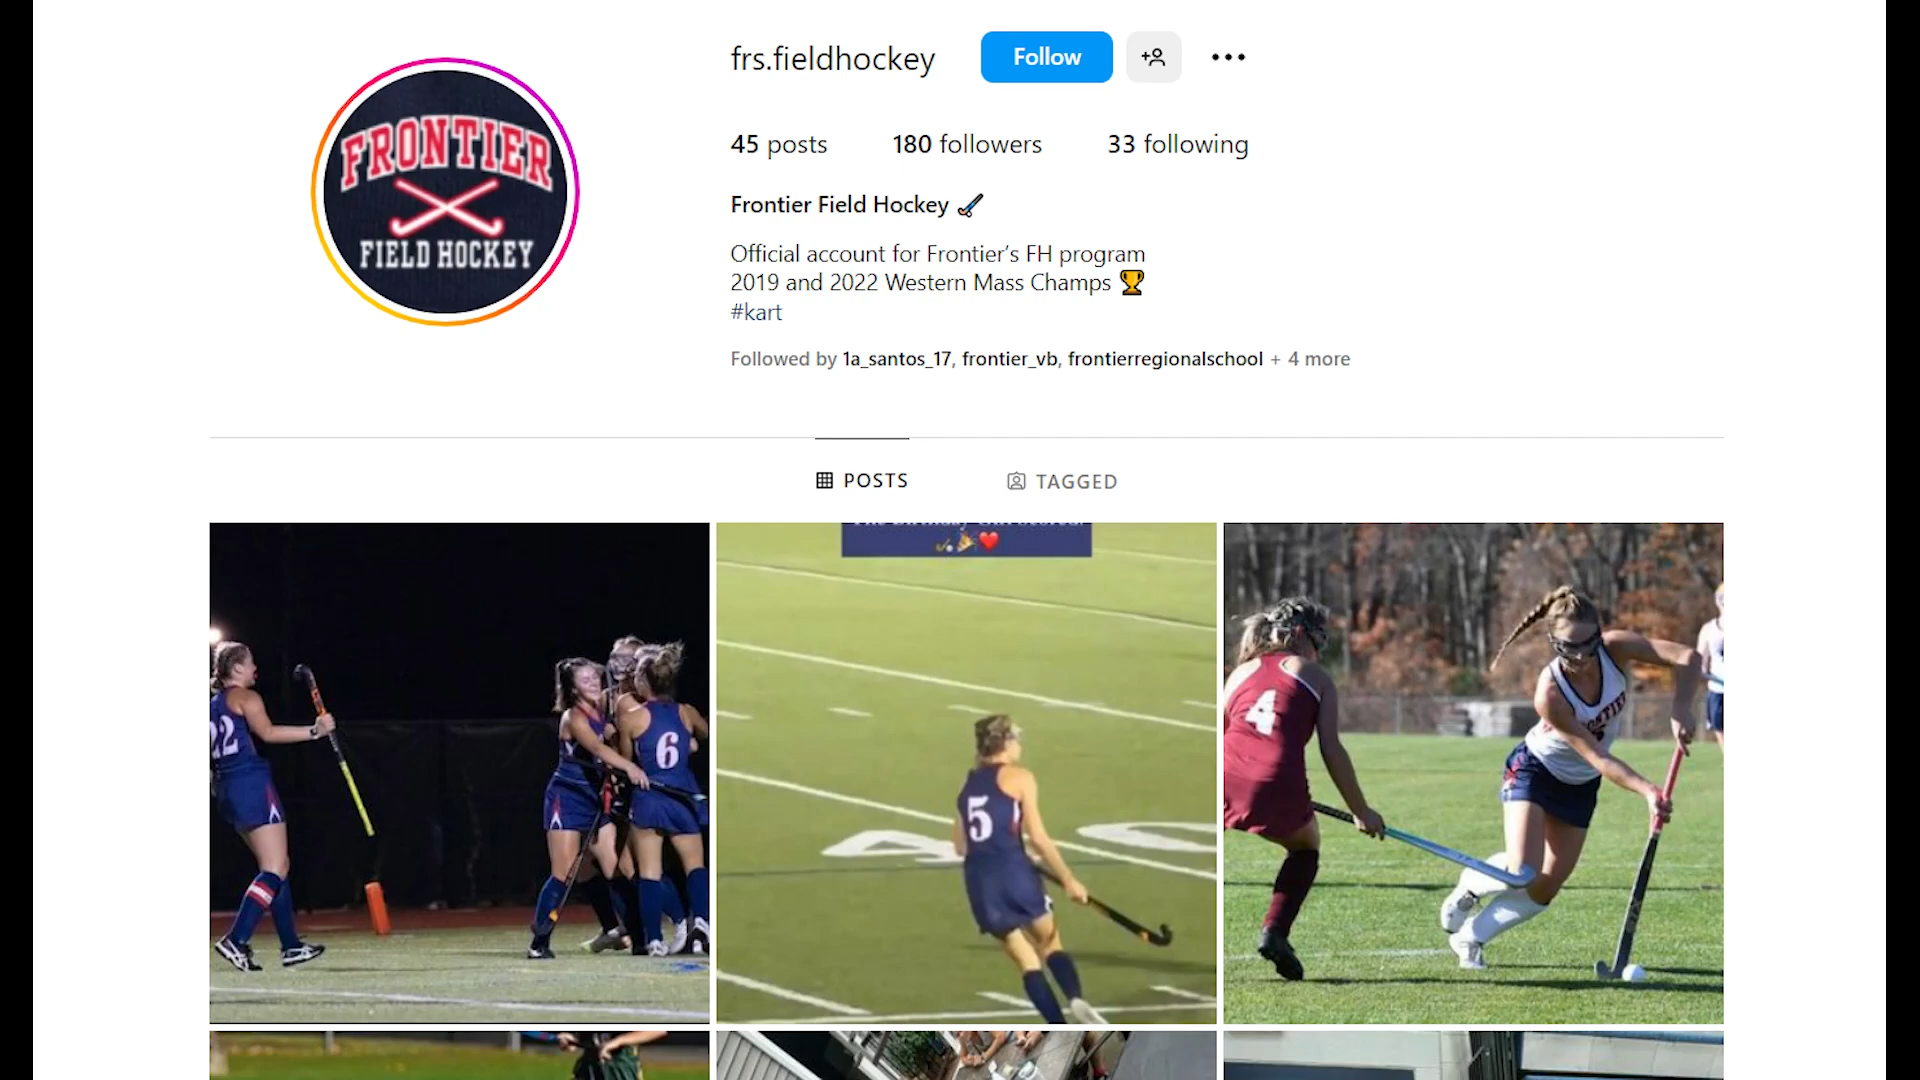 frs.fieldhockey
Follow
45 posts
180 followers
33 following
FRONTIER
FIELD HOCKEY
Frontier Field Hockey
Official account for Frontier’s FH program
2019 and 2022 Western Mass Champs
#kart
Followed by 1a_santos_17, frontier_vb, frontierregionalschool + 4 more
POSTS
TAGGED
22
6
5
4 0
4